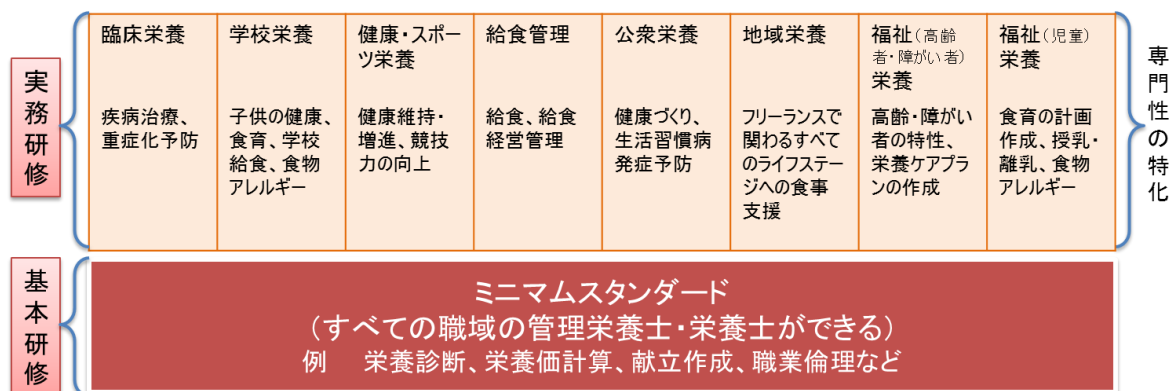 実務研修
臨床栄養
疾病治療、
重症化予防
学校栄養
子供の健康、
食育、学校
給食、食物
アレルギー
健康・スポー
ツ栄養
健康維持・
増進、競技
力の向上
給食管理
給食、給食
経営管理
公衆栄養
健康づくり、
生活習慣病
発症予防
地域栄養
フリーランスで
関わるすべて
のライフステー
ジへの食事
支援
福祉(高齢
者・障がい者)
栄養
高齢・障がい
者の特性、
栄養ケアプラ
ンの作成
福祉(児童)
栄養
食育の計画
作成、授乳・
離乳、食物
アレルギー
専門性の特化
基本研修
ミニマムスタンダード
(すべての職域の管理栄養士・栄養士ができる)
例 栄養診断、栄養価計算、献立作成、職業倫理など